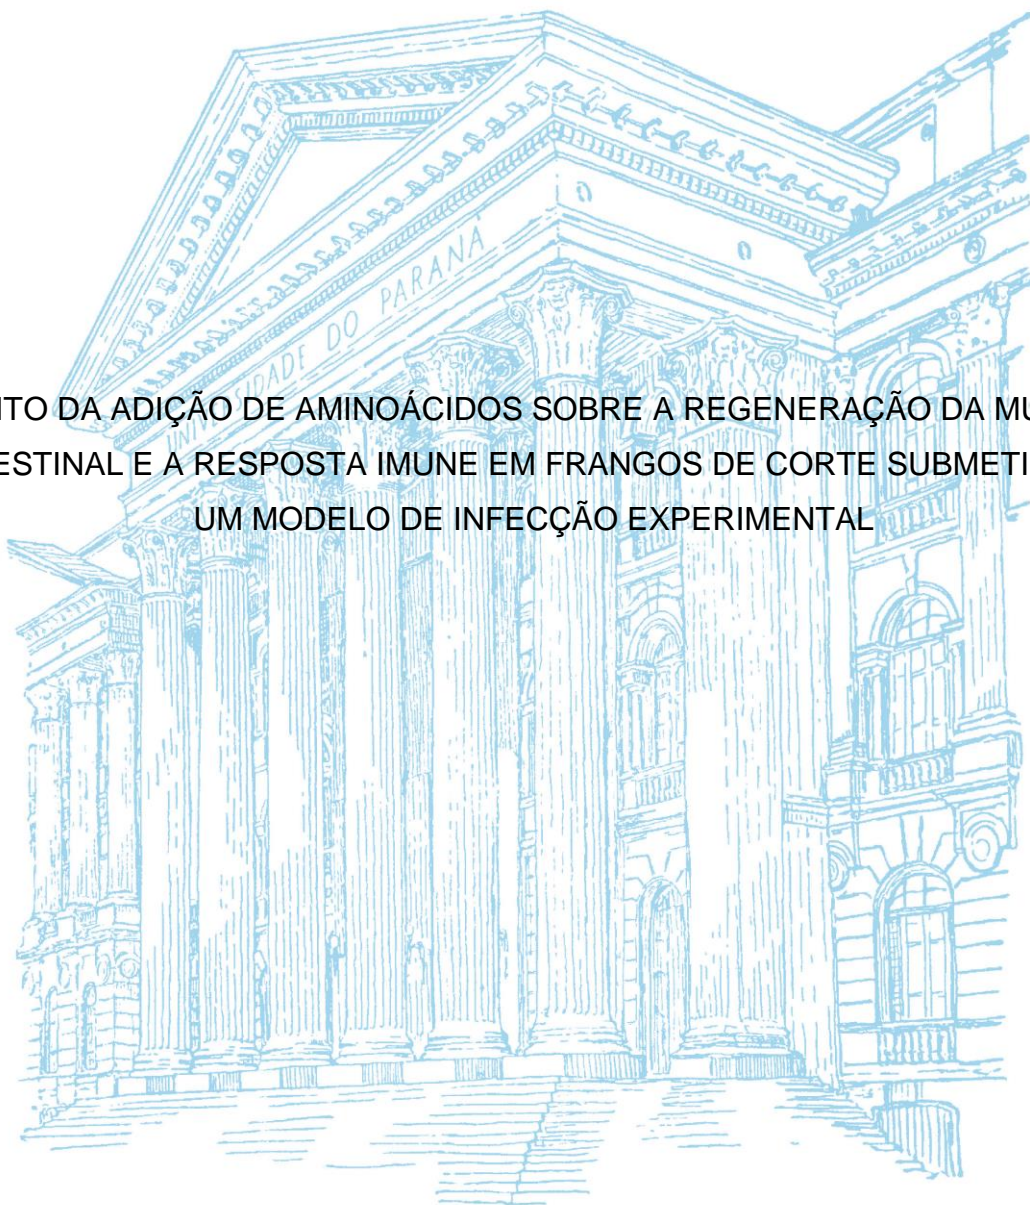 UNIVERSIDADE DO PARANÁ
ITO DA ADIÇÃO DE AMINOÁCIDOS SOBRE A REGENERAÇÃO DA MU
ESTINAL E A RESPOSTA IMUNE EM FRANGOS DE CORTE SUBMETI
UM MODELO DE INFECÇÃO EXPERIMENTAL